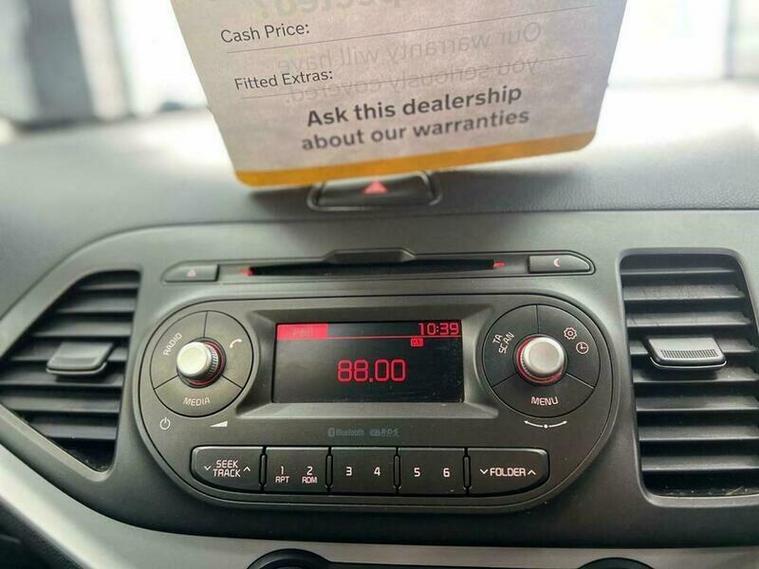 Cash Price:
Fitted Extras:
Ask this dealership
about our warranties
10:39
88.00
RADIO
MEDIA
TA
SCAN
MENU
Bluetooth
RDS
SEEK
TRACK
1
RPT
2
RDM
3
4
5
6
FOLDER